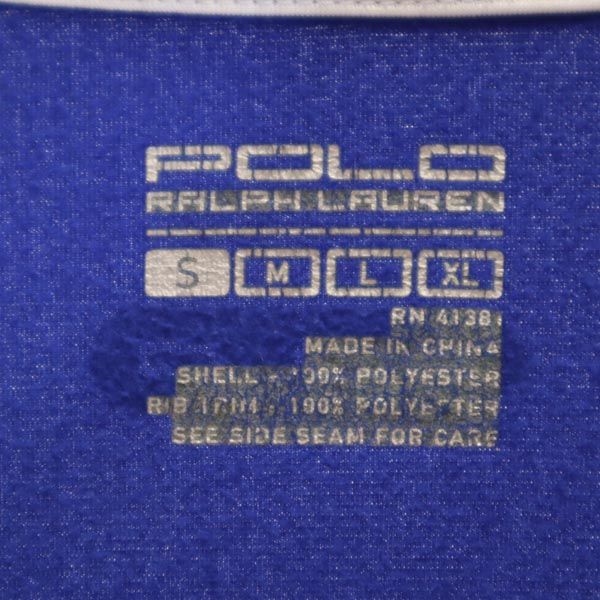 POLO
RALPH LAUREN
S M L XL
RN 41381
MADE IN CHINA
SHELL - 100% POLYESTER
RIB TRIM - 100% POLYESTER
SEE SIDE SEAM FOR CARE